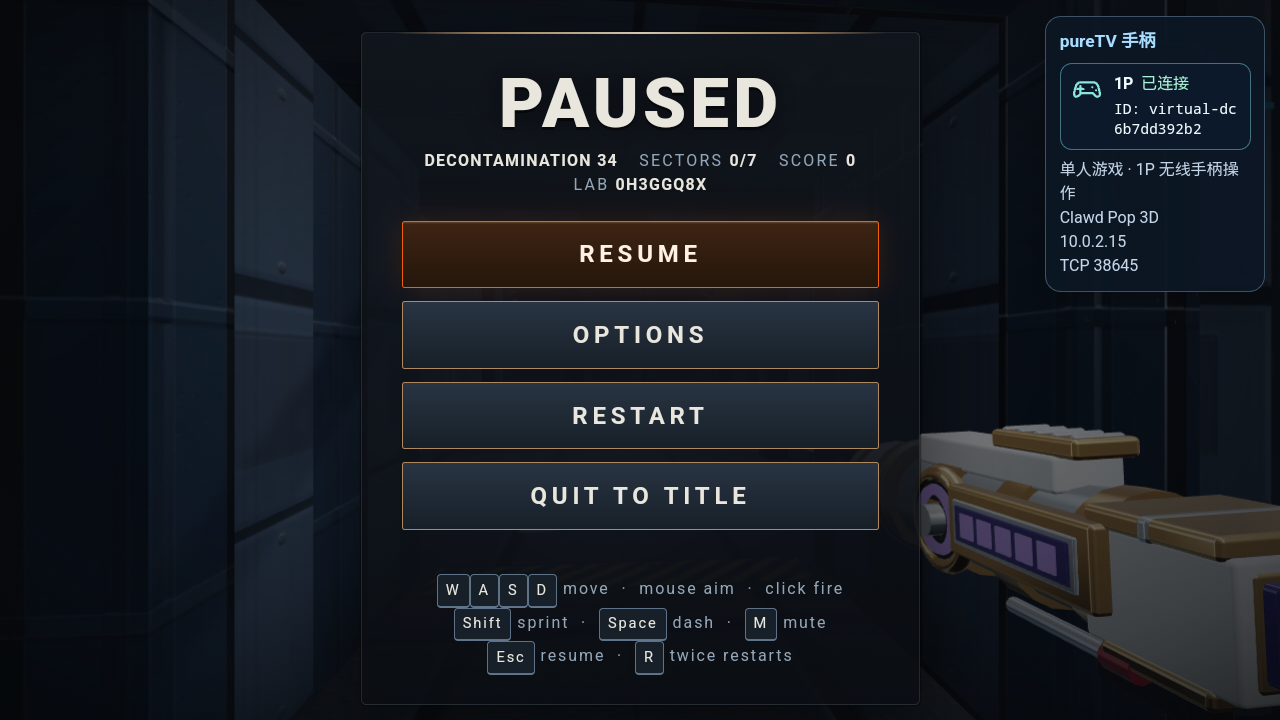 PAUSED
DECONTAMINATION 34 SECTORS 0/7 SCORE 0
LAB 0H3GGQ8X
RESUME
OPTIONS
RESTART
QUIT TO TITLE
W A S D move · mouse aim · click fire
Shift sprint · Space dash · M mute
Esc resume · R twice restarts
pureTV 手柄
1P 已连接
ID: virtual-dc
6b7dd392b2
单人游戏 · 1P 无线手柄操
作
Clawd Pop 3D
10.0.2.15
TCP 38645